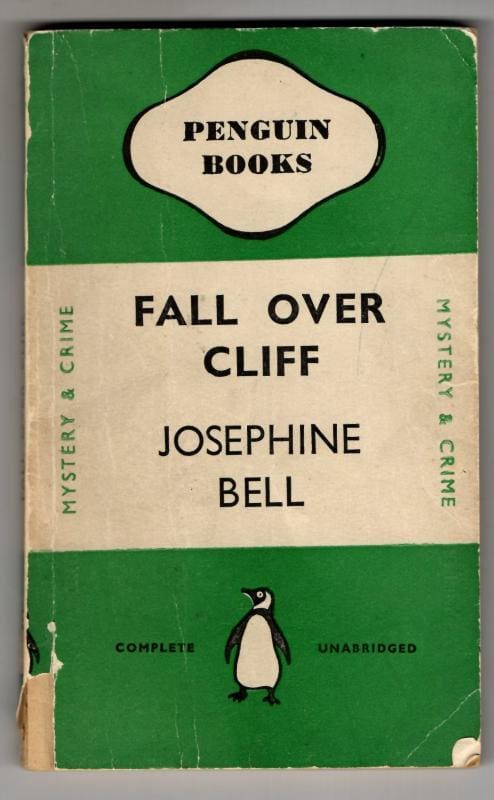 PENGUIN
BOOKS
MYSTERY & CRIME
FALL OVER
CLIFF
JOSEPHINE
BELL
MYSTERY & CRIME
COMPLETE
UNABRIDGED